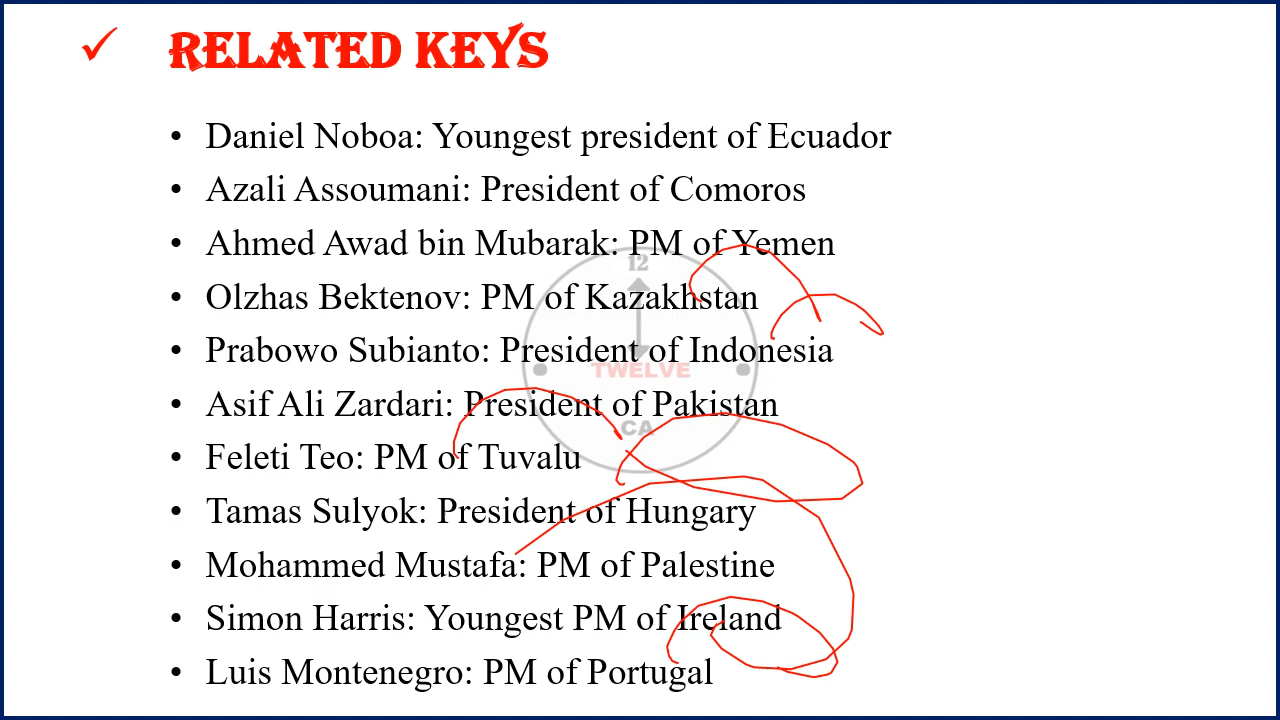 ✓ RELATED KEYS
• Daniel Noboa: Youngest president of Ecuador
• Azali Assoumani: President of Comoros
• Ahmed Awad bin Mubarak: PM of Yemen
12
• Olzhas Bektenov: PM of Kazakhstan
• Prabowo Subianto: President of Indonesia
TWELVE
• Asif Ali Zardari: President of Pakistan
CA
• Feleti Teo: PM of Tuvalu
• Tamas Sulyok: President of Hungary
• Mohammed Mustafa: PM of Palestine
• Simon Harris: Youngest PM of Ireland
• Luis Montenegro: PM of Portugal